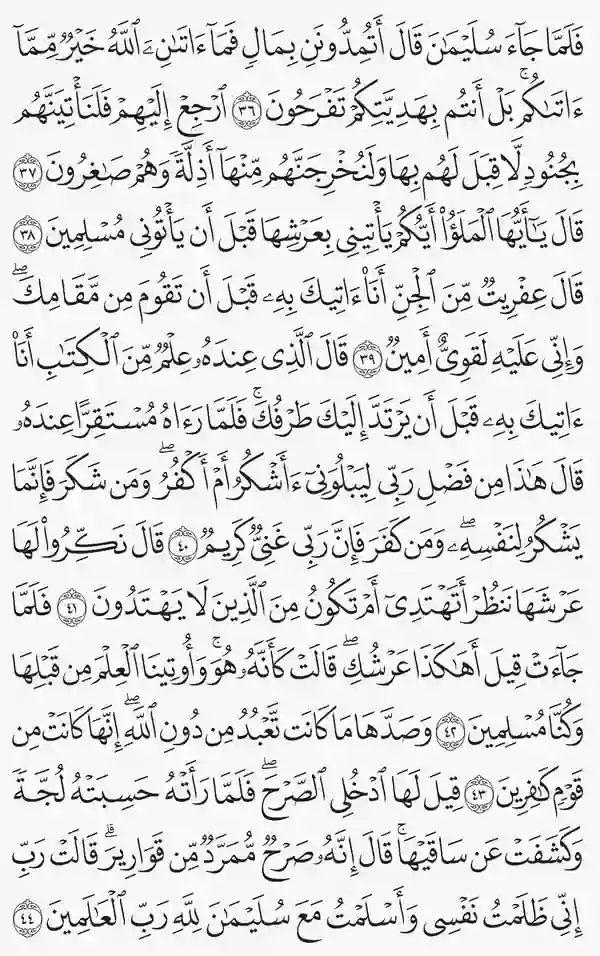 فَلَمَّا جَآءَ سُلَيْمَٰنَ قَالَ أَتُمِدُّونَنِ بِمَالٍ فَمَآ ءَاتَىٰنِۦَ ٱللَّهُ خَيْرٌ مِّمَّآ
ءَاتَىٰكُمۚ بَلْ أَنتُم بِهَدِيَّتِكُمْ تَفْرَحُونَ ٣٦ ٱرْجِعْ إِلَيْهِمْ فَلَنَأْتِيَنَّهُم
بِجُنُودٍ لَّا قِبَلَ لَهُم بِهَا وَلَنُخْرِجَنَّهُم مِّنْهَآ أَذِلَّةً وَهُمْ صَٰغِرُونَ ٣٧
قَالَ يَٰٓأَيُّهَا ٱلْمَلَؤُا۟ أَيُّكُمْ يَأْتِينِى بِعَرْشِهَا قَبْلَ أَن يَأْتُونِى مُسْلِمِينَ ٣٨
قَالَ عِفْرِيتٌ مِّنَ ٱلْجِنِّ أَنَا۠ ءَاتِيكَ بِهِۦ قَبْلَ أَن تَقُومَ مِن مَّقَامِكَۖ
وَإِنِّى عَلَيْهِ لَقَوِىٌّ أَمِينٌ ٣٩ قَالَ ٱلَّذِى عِندَهُۥ عِلْمٌ مِّنَ ٱلْكِتَٰبِ أَنَا۠
ءَاتِيكَ بِهِۦ قَبْلَ أَن يَرْتَدَّ إِلَيْكَ طَرْفُكَۚ فَلَمَّا رَءَاهُ مُسْتَقِرًّا عِندَهُۥ
قَالَ هَٰذَا مِن فَضْلِ رَبِّى لِيَبْلُوَنِىٓ ءَأَشْكُرُ أَمْ أَكْفُرُۖ وَمَن شَكَرَ فَإِنَّمَا
يَشْكُرُ لِنَفْسِهِۦۖ وَمَن كَفَرَ فَإِنَّ رَبِّى غَنِىٌّ كَرِيمٌ ٤٠ قَالَ نَكِّرُوا۟ لَهَا
عَرْشَهَا نَنظُرْ أَتَهْتَدِىٓ أَمْ تَكُونُ مِنَ ٱلَّذِينَ لَا يَهْتَدُونَ ٤١ فَلَمَّا
جَآءَتْ قِيلَ أَهَٰكَذَا عَرْشُكِۖ قَالَتْ كَأَنَّهُۥ هُوَۚ وَأُوتِينَا ٱلْعِلْمَ مِن قَبْلِهَا
وَكُنَّا مُسْلِمِينَ ٤٢ وَصَدَّهَا مَا كَانَت تَّعْبُدُ مِن دُونِ ٱللَّهِۖ إِنَّهَا كَانَتْ مِن
قَوْمٍ كَٰفِرِينَ ٤٣ قِيلَ لَهَا ٱدْخُلِى ٱلصَّرْحَۖ فَلَمَّا رَأَتْهُ حَسِبَتْهُ لُجَّةً
وَكَشَفَتْ عَن سَاقَيْهَاۚ قَالَ إِنَّهُۥ صَرْحٌ مُّمَرَّدٌ مِّن قَوَارِيرَۗ قَالَتْ رَبِّ
إِنِّى ظَلَمْتُ نَفْسِى وَأَسْلَمْتُ مَعَ سُلَيْمَٰنَ لِلَّهِ رَبِّ ٱلْعَٰلَمِينَ ٤٤